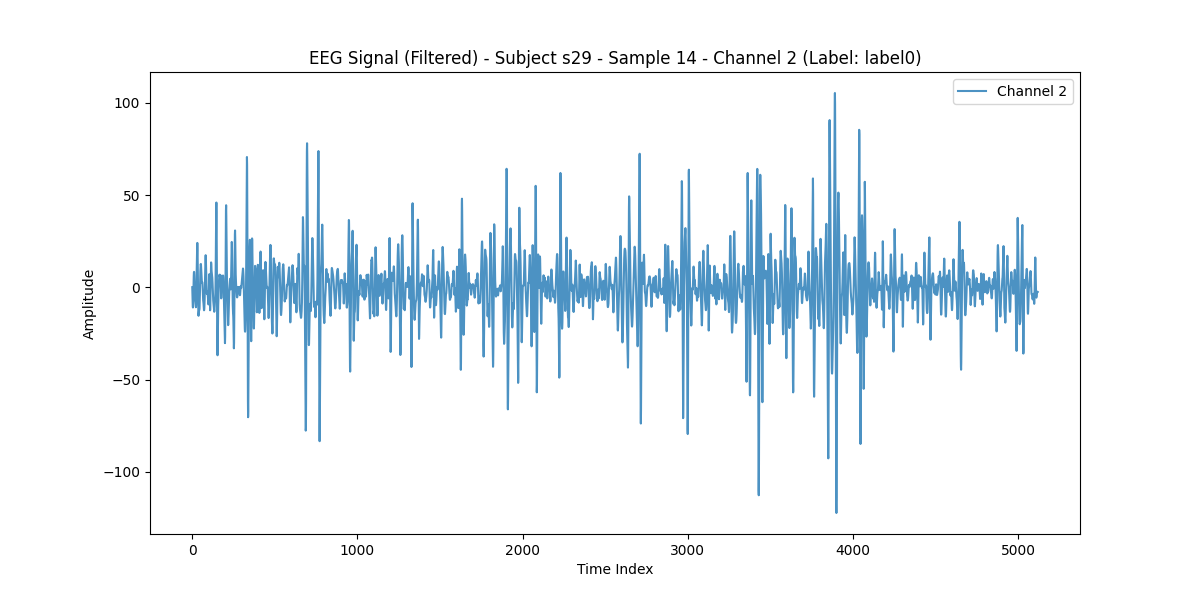 EEG Signal (Filtered) - Subject s29 - Sample 14 - Channel 2 (Label: label0)
Channel 2
100
50
0
−50
−100
Amplitude
0 1000 2000 3000 4000 5000
Time Index